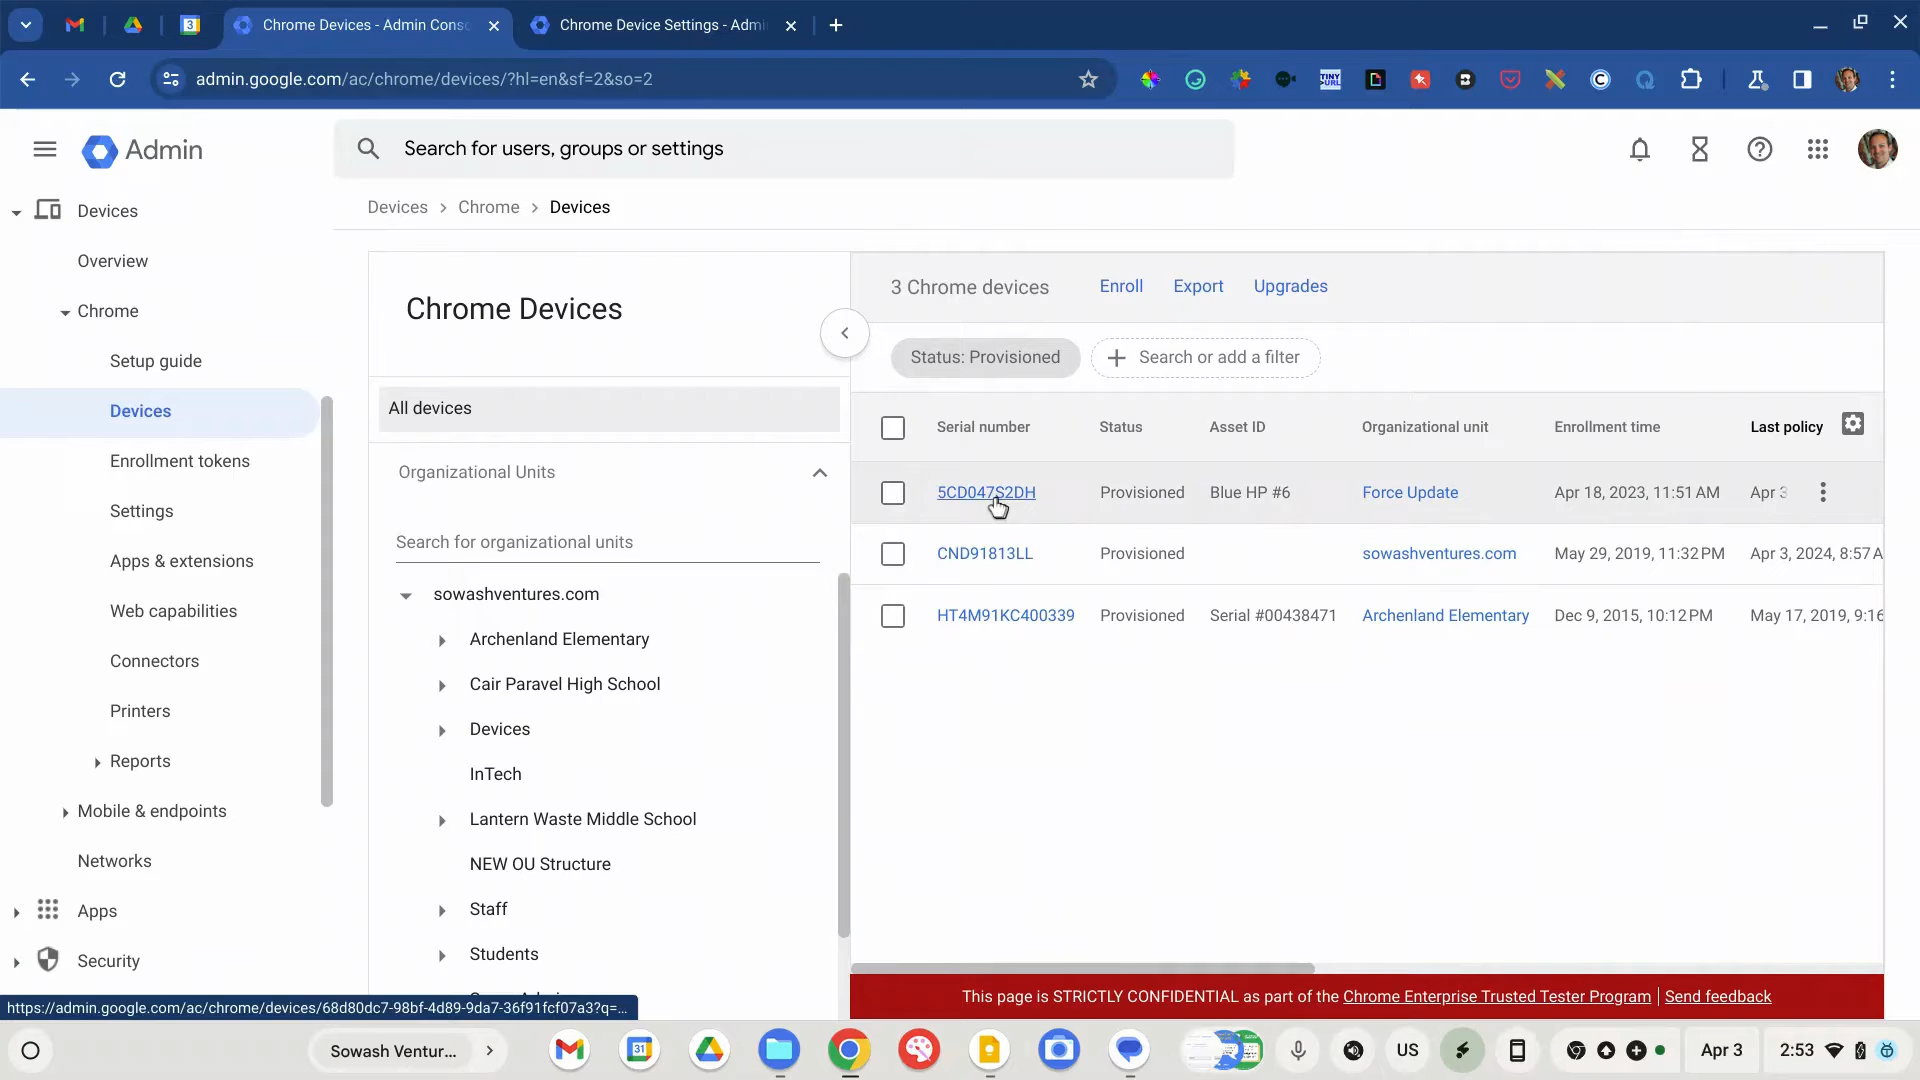 Chrome Devices - Admin Conso
Chrome Device Settings - Admi
admin.google.com/ac/chrome/devices/?hl=en&sf=2&so=2
Admin
Search for users, groups or settings
Devices
Overview
Chrome
Setup guide
Devices
Enrollment tokens
Settings
Apps & extensions
Web capabilities
Connectors
Printers
Reports
Mobile & endpoints
Networks
Apps
Security
Devices > Chrome > Devices
Chrome Devices
All devices
Organizational Units
Search for organizational units
sowashventures.com
Archenland Elementary
Cair Paravel High School
Devices
InTech
Lantern Waste Middle School
NEW OU Structure
Staff
Students
3 Chrome devices Enroll Export Upgrades
Status: Provisioned Search or add a filter
Serial number Status Asset ID Organizational unit Enrollment time Last policy
5CD047S2DH Provisioned Blue HP #6 Force Update Apr 18, 2023, 11:51 AM Apr 3
CND91813LL Provisioned sowashventures.com May 29, 2019, 11:32 PM Apr 3, 2024, 8:57 A
HT4M91KC400339 Provisioned Serial #00438471 Archenland Elementary Dec 9, 2015, 10:12 PM May 17, 2019, 9:16
This page is STRICTLY CONFIDENTIAL as part of the Chrome Enterprise Trusted Tester Program | Send feedback
https://admin.google.com/ac/chrome/devices/68d80dc7-98bf-4d89-9da7-36f91fcf07a3?q=...
Sowash Ventur... US Apr 3 2:53